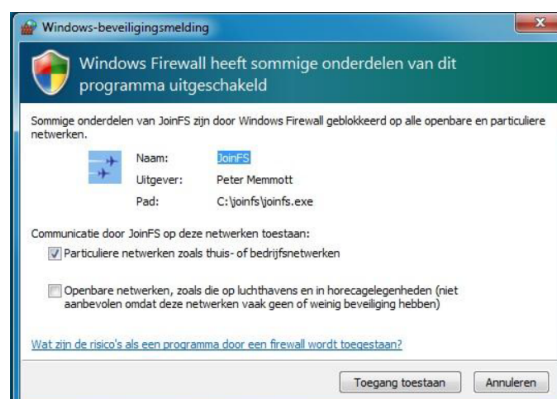 Windows-beveiligingsmelding
Windows Firewall heeft sommige onderdelen van dit
programma uitgeschakeld
Sommige onderdelen van JoinFS zijn door Windows Firewall geblokkeerd op alle openbare en particuliere
netwerken.
Naam: JoinFS
Uitgever: Peter Memmott
Pad: C:\joinfs\joinfs.exe
Communicatie door JoinFS op deze netwerken toestaan:
Particuliere netwerken zoals thuis- of bedrijfsnetwerken
Openbare netwerken, zoals die op luchthavens en in horecagelegenheden (niet
aanbevolen omdat deze netwerken vaak geen of weinig beveiliging hebben)
Wat zijn de risico's als een programma door een firewall wordt toegestaan?
Toegang toestaan Annuleren